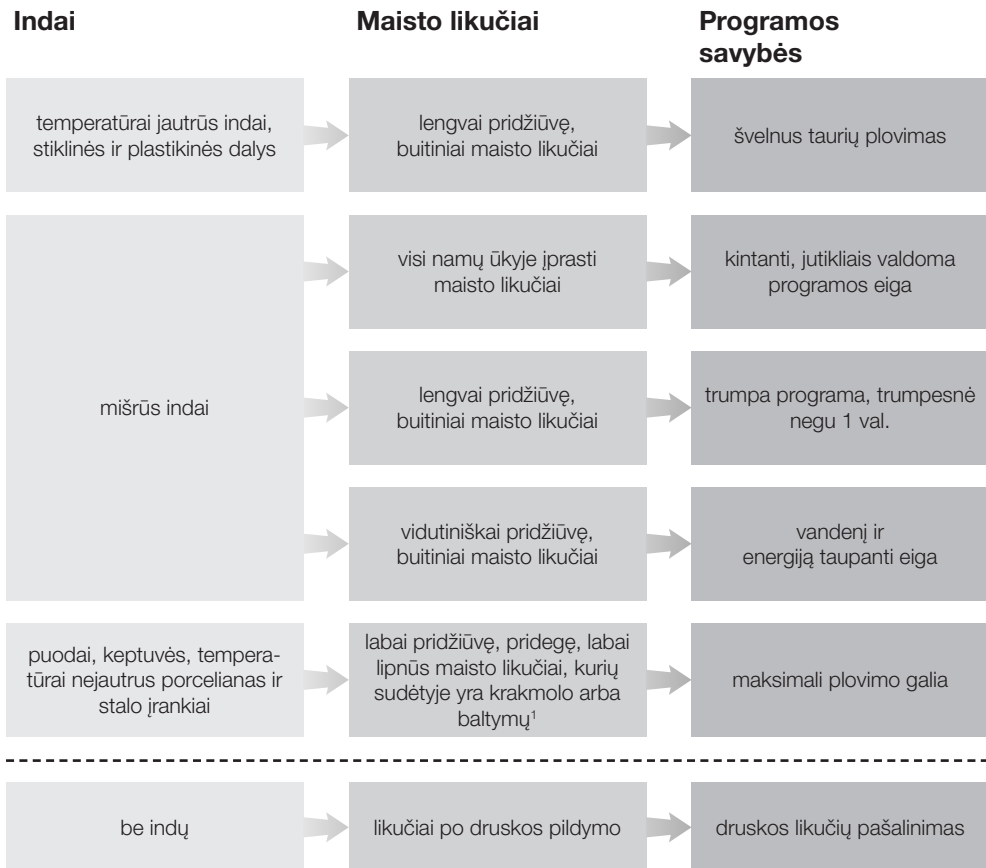 Indai
Maisto likučiai
Programos
savybės
temperatūrai jautrūs indai,
stiklinės ir plastikinės dalys
lengvai pridžiūvę,
buitiniai maisto likučiai
švelnus taurių plovimas
mišrūs indai
visi namų ūkyje įprasti
maisto likučiai
kintanti, jutikliais valdoma
programos eiga
lengvai pridžiūvę,
buitiniai maisto likučiai
trumpa programa, trumpesnė
negu 1 val.
vidutiniškai pridžiūvę,
buitiniai maisto likučiai
vandenį ir
energiją taupanti eiga
puodai, keptuvės, tempera-
tūrai nejautrus porcelianas ir
stalo įrankiai
labai pridžiūvę, pridegę, labai
lipnūs maisto likučiai, kurių
sudėtyje yra krakmolo arba
baltymų¹
maksimali plovimo galia
be indų
likučiai po druskos pildymo
druskos likučių pašalinimas